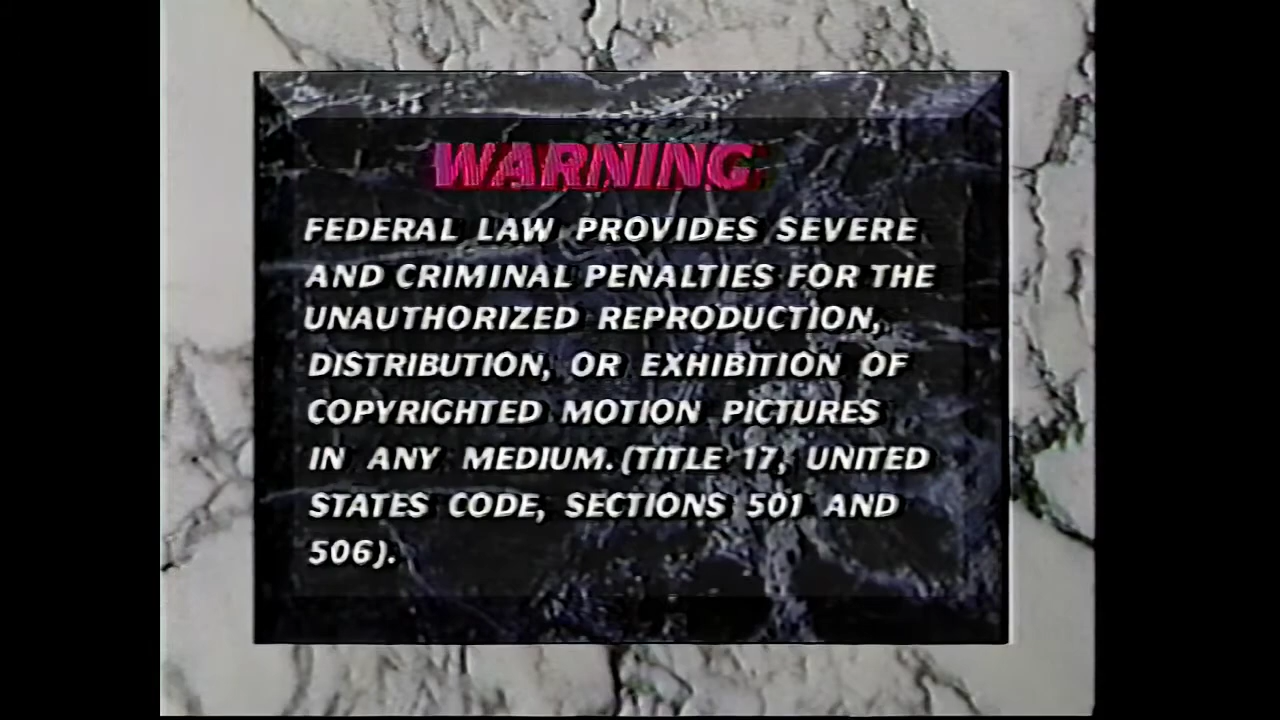 WARNING
FEDERAL LAW PROVIDES SEVERE
AND CRIMINAL PENALTIES FOR THE
UNAUTHORIZED REPRODUCTION,
DISTRIBUTION, OR EXHIBITION OF
COPYRIGHTED MOTION PICTURES
IN ANY MEDIUM. (TITLE 17, UNITED
STATES CODE, SECTIONS 501 AND
506).